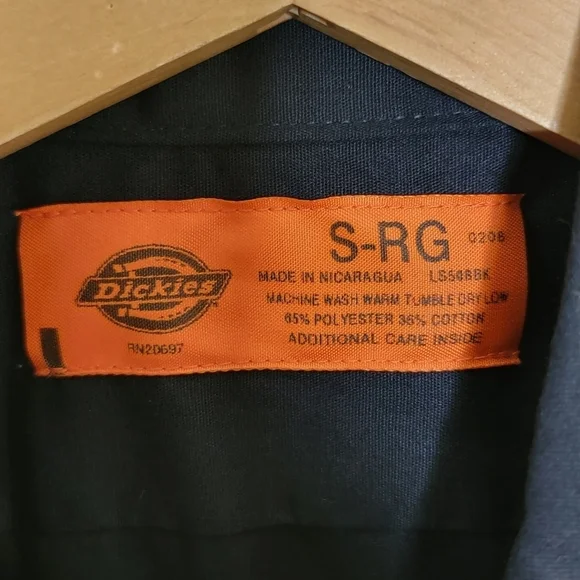 S-RG 0206
MADE IN NICARAGUA LS546BK
MACHINE WASH WARM TUMBLE DRY LOW
65% POLYESTER 35% COTTON
ADDITIONAL CARE INSIDE
Dickies
RN20697